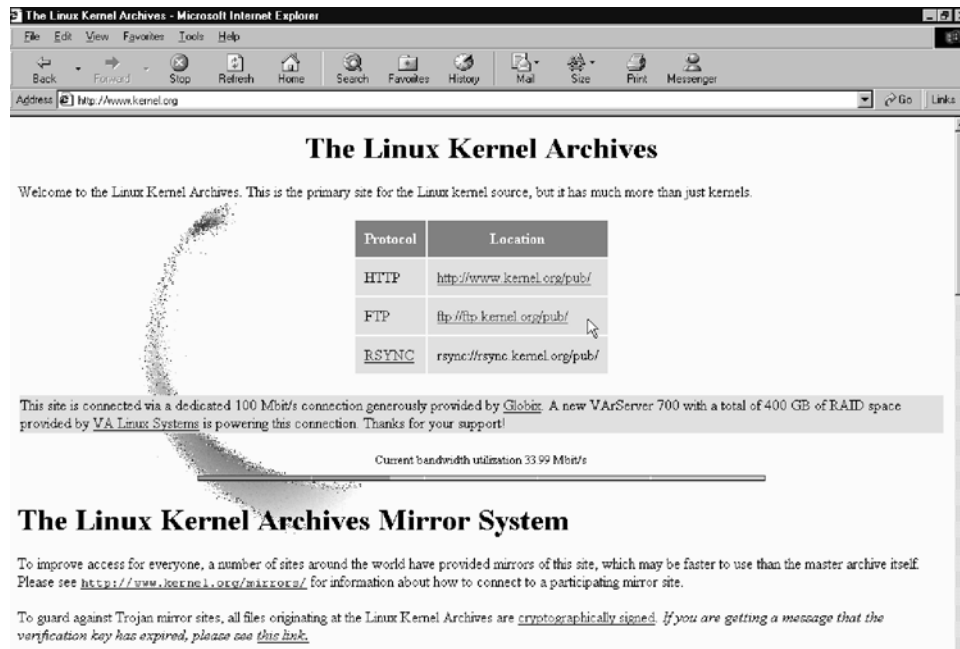 The Linux Kernel Archives - Microsoft Internet Explorer
File Edit View Favorites Tools Help
Back Forward Stop Refresh Home Search Favorites History Mail Size Print Messenger
Address http://www.kernel.org Go Links
The Linux Kernel Archives
Welcome to the Linux Kernel Archives. This is the primary site for the Linux kernel source, but it has much more than just kernels.
Protocol Location
HTTP http://www.kernel.org/pub/
FTP ftp://ftp.kernel.org/pub/
RSYNC rsync://rsync.kernel.org/pub/
This site is connected via a dedicated 100 Mbit/s connection generously provided by Globix. A new VArServer 700 with a total of 400 GB of RAID space
provided by VA Linux Systems is powering this connection. Thanks for your support!
Current bandwidth utilization 33.99 Mbit/s
The Linux Kernel Archives Mirror System
To improve access for everyone, a number of sites around the world have provided mirrors of this site, which may be faster to use than the master archive itself.
Please see http://www.kernel.org/mirrors/ for information about how to connect to a participating mirror site.
To guard against Trojan mirror sites, all files originating at the Linux Kernel Archives are cryptographically signed. If you are getting a message that the
verification key has expired, please see this link.